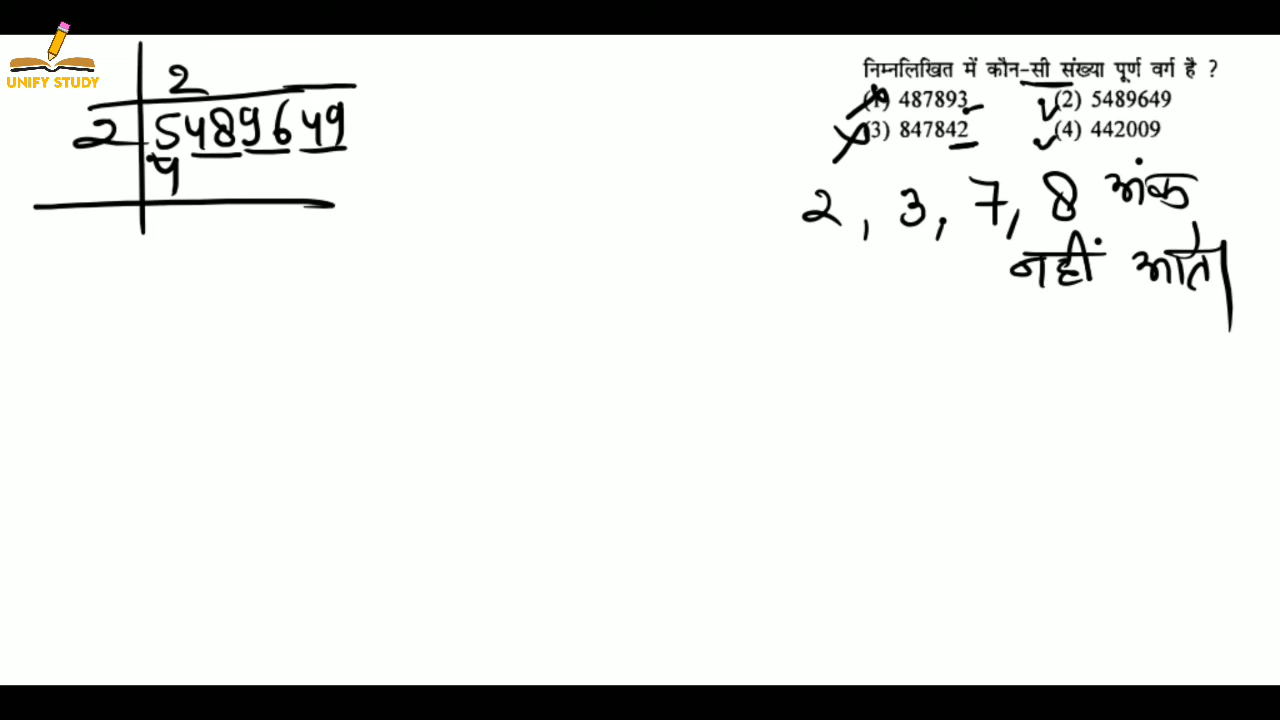 UNIFY STUDY
2
2 5489649
4
निम्नलिखित में कौन-सी संख्या पूर्ण वर्ग है ?
(1) 487893 (2) 5489649
(3) 847842 (4) 442009
2, 3, 7, 8 अंक
नहीं आते।